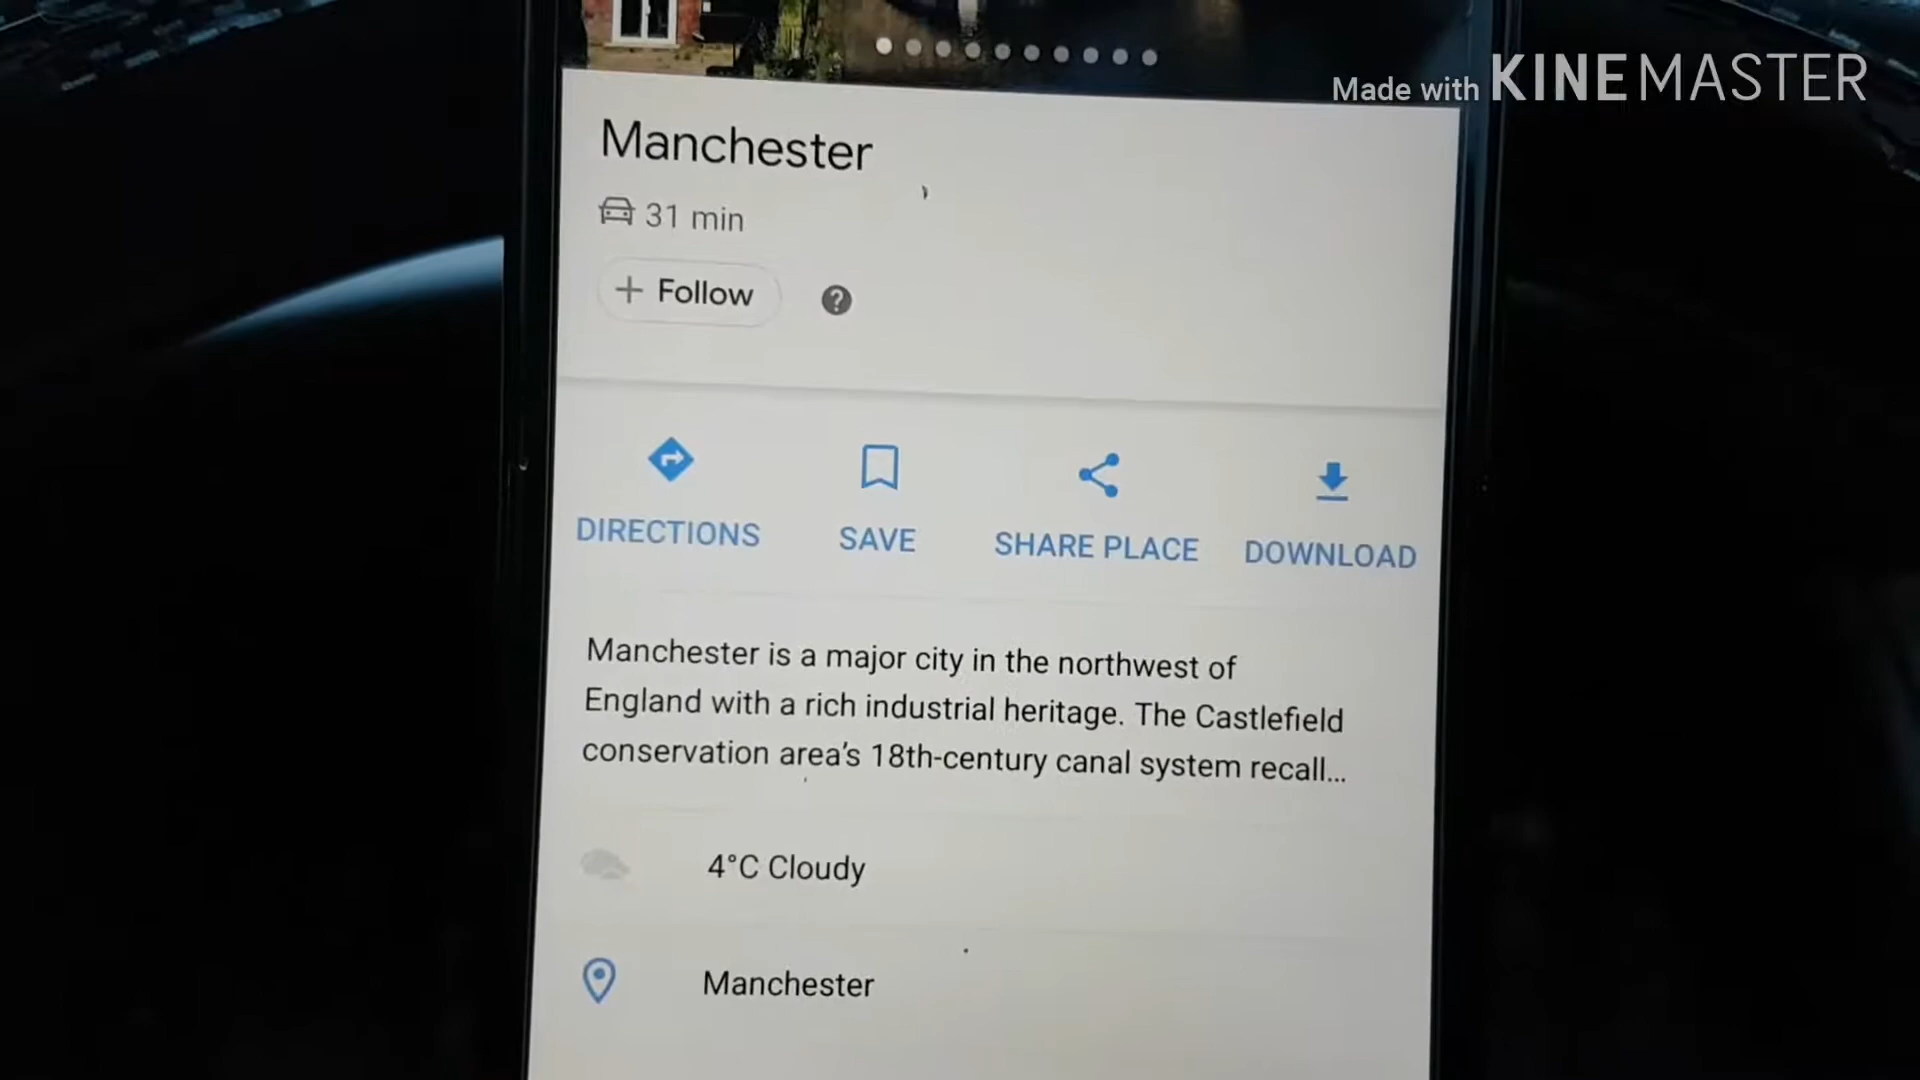 Made with KINEMASTER
Manchester
31 min
+ Follow
?
DIRECTIONS SAVE SHARE PLACE DOWNLOAD
Manchester is a major city in the northwest of
England with a rich industrial heritage. The Castlefield
conservation area's 18th-century canal system recall...
4°C Cloudy
Manchester